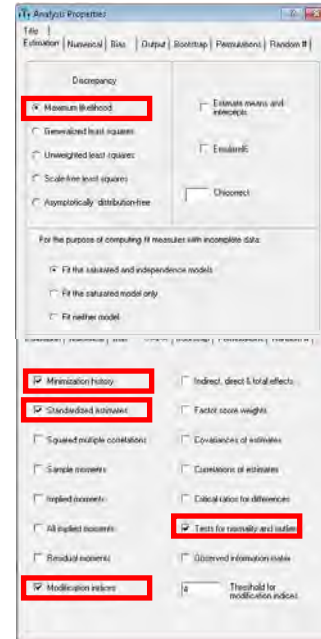 Analysis Properties
Title
Estimation Numerical Bias Output Bootstrap Permutations Random #
Discrepancy
Maximum likelihood
Generalized least squares
Unweighted least squares
Scale-free least squares
Asymptotically distribution-free
Estimate means and intercepts
Emulisrel6
Chicorrect
For the purpose of computing fit measures with incomplete data:
Fit the saturated and independence models
Fit the saturated model only
Fit neither model
Minimization history
Standardized estimates
Squared multiple correlations
Sample moments
Implied moments
All implied moments
Residual moments
Modification indices
Indirect, direct & total effects
Factor score weights
Covariances of estimates
Correlations of estimates
Critical ratios for differences
Tests for normality and outliers
Observed information matrix
4 Threshold for modification indices